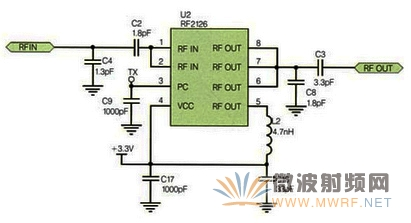 U2
RF2126
RF IN
C2
1.8pF
C4
1.3pF
1
RF IN
RF OUT
8
2
RF IN
RF OUT
7
TX
3
PC
RF OUT
6
4
VCC
RF OUT
5
C3
3.3pF
RF OUT
C8
1.8pF
C9
1000pF
L2
4.7nH
+3.3V
C17
1000pF
微波射频网
WWW.MWRF.NET